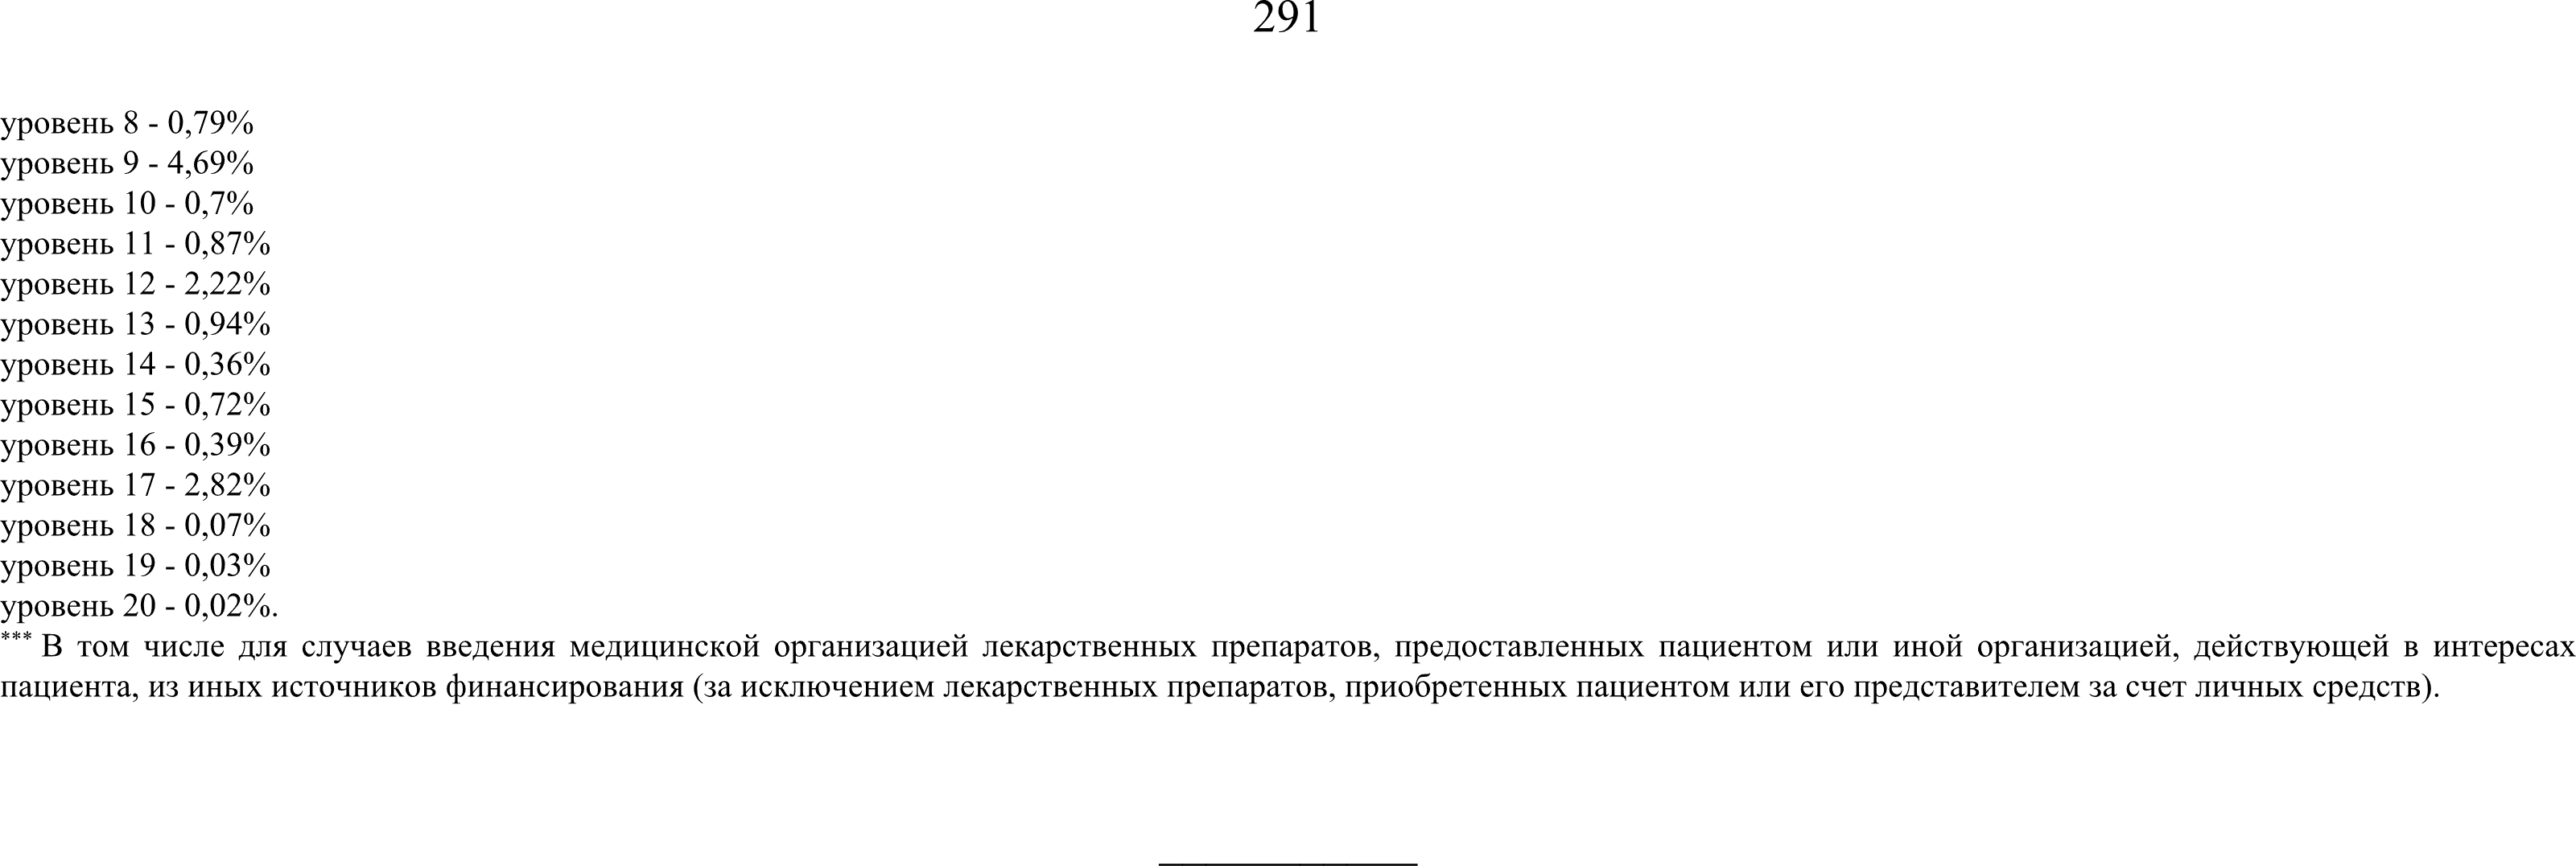 291
уровень 8 - 0,79%
уровень 9 - 4,69%
уровень 10 - 0,7%
уровень 11 - 0,87%
уровень 12 - 2,22%
уровень 13 - 0,94%
уровень 14 - 0,36%
уровень 15 - 0,72%
уровень 16 - 0,39%
уровень 17 - 2,82%
уровень 18 - 0,07%
уровень 19 - 0,03%
уровень 20 - 0,02%.
*** В том числе для случаев введения медицинской организацией лекарственных препаратов, предоставленных пациентом или иной организацией, действующей в интересах
пациента, из иных источников финансирования (за исключением лекарственных препаратов, приобретенных пациентом или его представителем за счет личных средств).